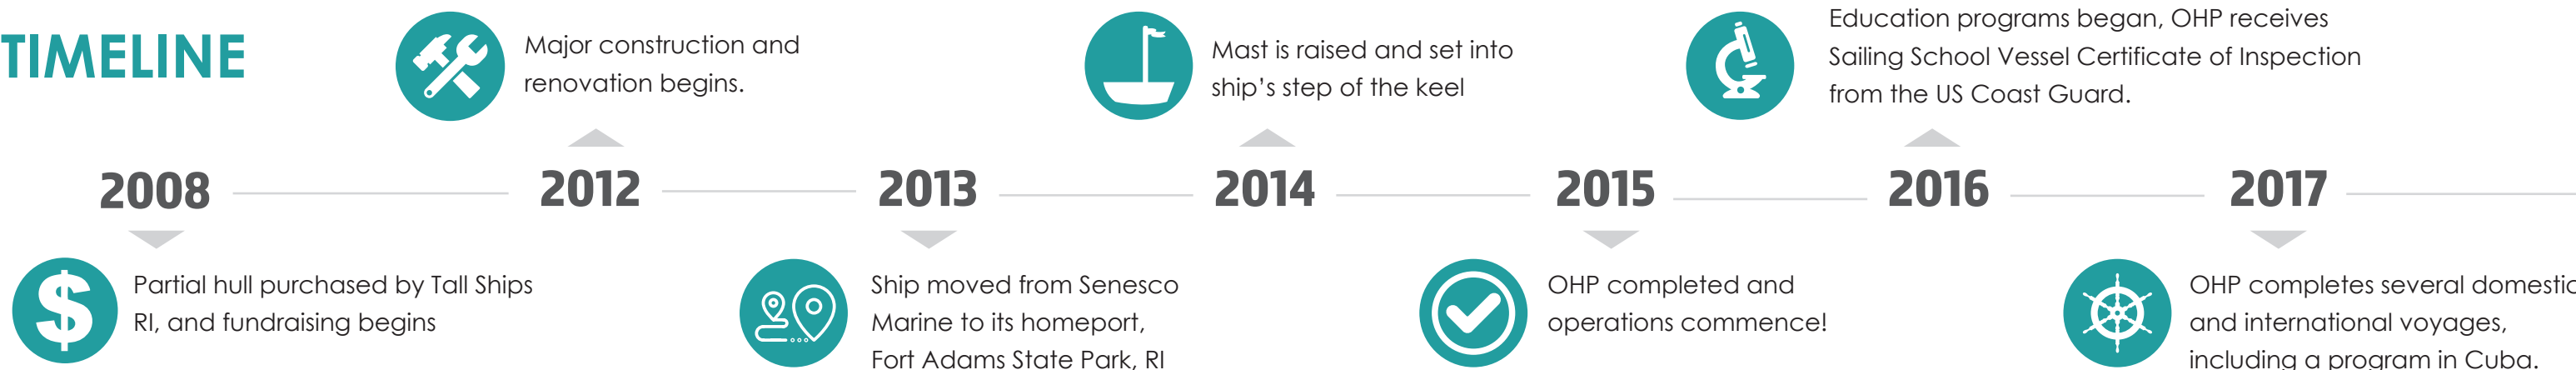 TIMELINE
2008
Partial hull purchased by Tall Ships
RI, and fundraising begins
Major construction and
renovation begins.
2012
2013
Ship moved from Senesco
Marine to its homeport,
Fort Adams State Park, RI
Mast is raised and set into
ship's step of the keel
2014
2015
OHP completed and
operations commence!
Education programs began, OHP receives
Sailing School Vessel Certificate of Inspection
from the US Coast Guard.
2016
2017
OHP completes several domestic
and international voyages,
including a program in Cuba.